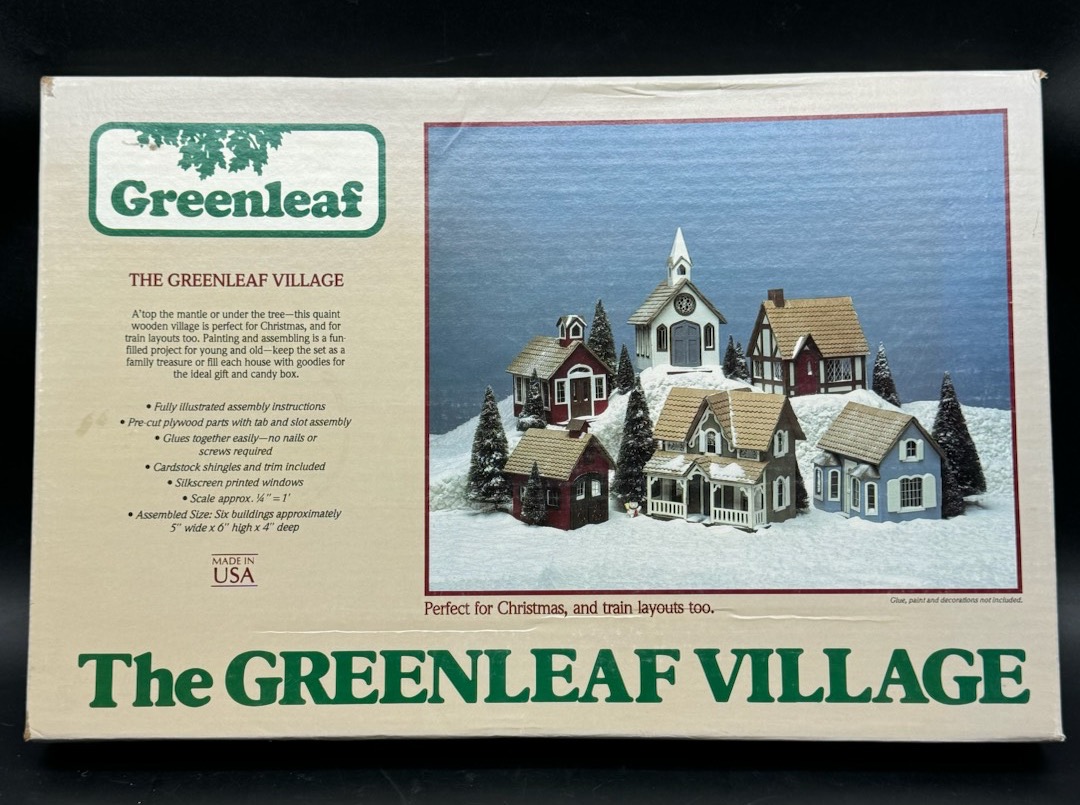 Greenleaf
THE GREENLEAF VILLAGE
A'top the mantle or under the tree—this quaint
wooden village is perfect for Christmas, and for
train layouts too. Painting and assembling is a fun-
filled project for young and old—keep the set as a
family treasure or fill each house with goodies for
the ideal gift and candy box.
• Fully illustrated assembly instructions
• Pre-cut plywood parts with tab and slot assembly
• Glues together easily—no nails or
screws required
• Cardstock shingles and trim included
• Silkscreen printed windows
• Scale approx. ¼" = 1'
• Assembled Size: Six buildings approximately
5" wide x 6" high x 4" deep
MADE IN
USA
Glue, paint and decorations not included.
Perfect for Christmas, and train layouts too.
The GREENLEAF VILLAGE